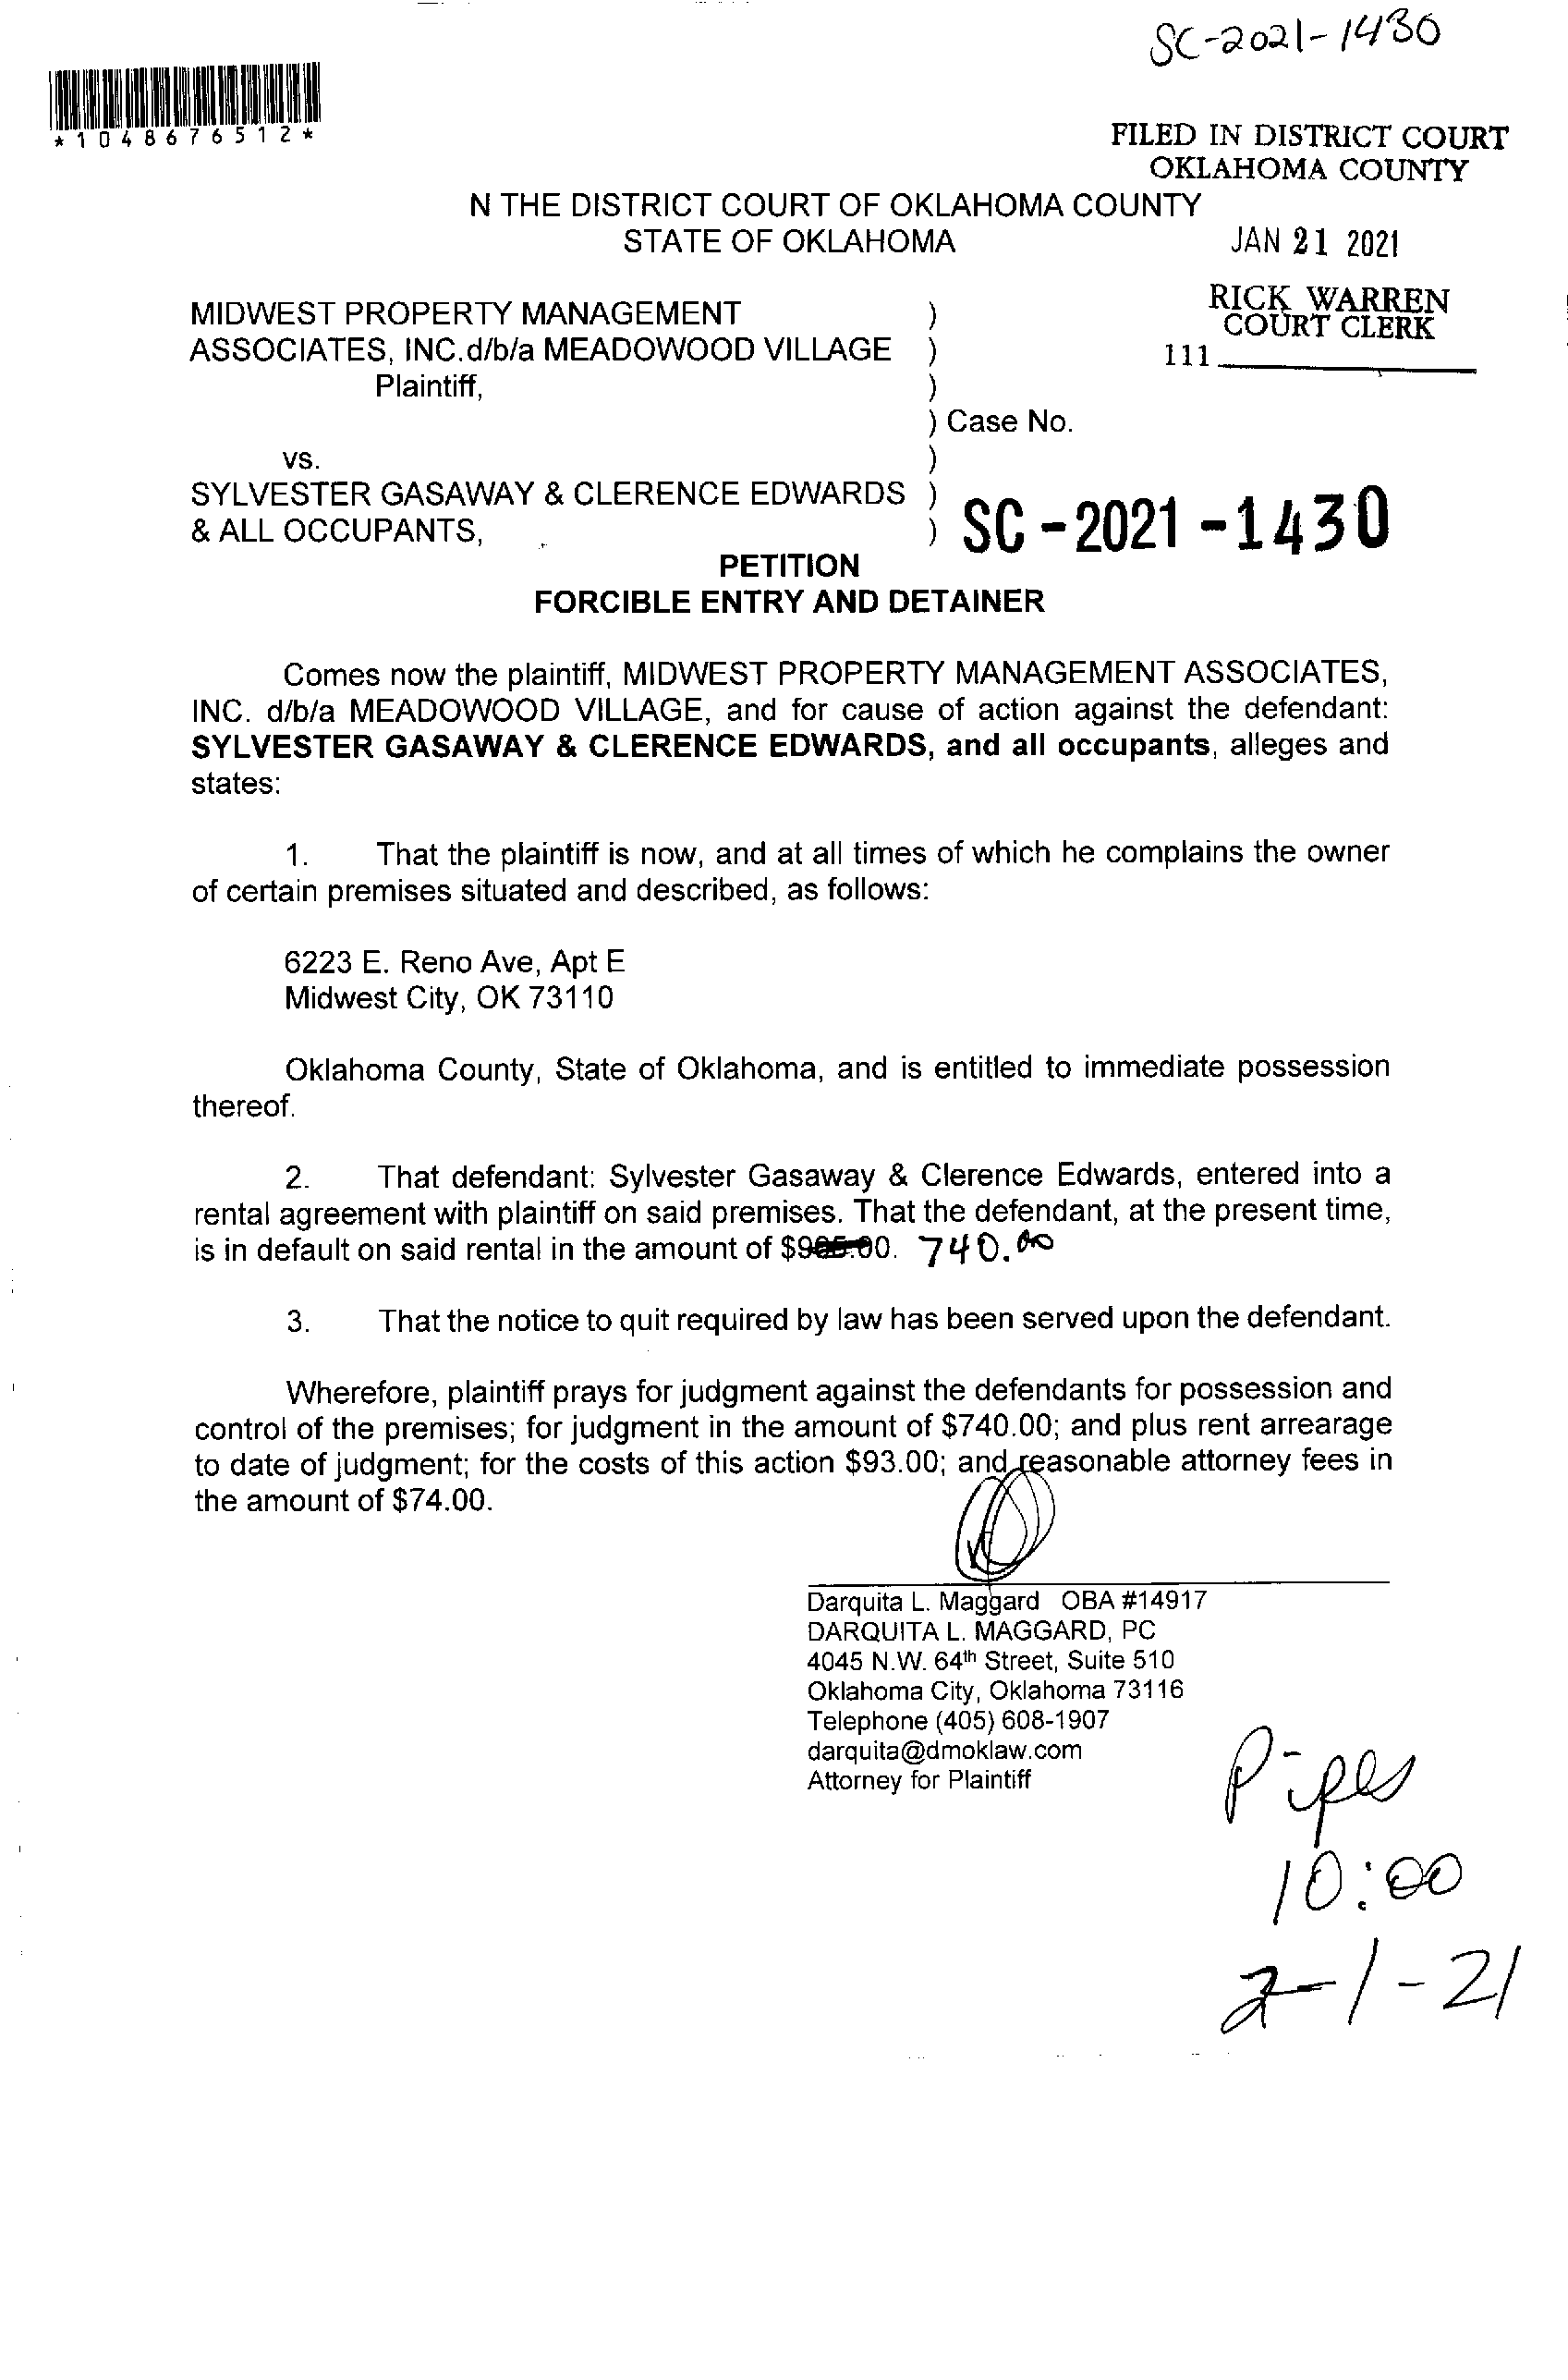 SC-2021-1430
*1048676512*
FILED IN DISTRICT COURT
OKLAHOMA COUNTY
N THE DISTRICT COURT OF OKLAHOMA COUNTY
STATE OF OKLAHOMA
JAN 21 2021
RICK WARREN
COURT CLERK
111
MIDWEST PROPERTY MANAGEMENT )
ASSOCIATES, INC.d/b/a MEADOWOOD VILLAGE )
Plaintiff, )
) Case No.
vs. )
SYLVESTER GASAWAY & CLERENCE EDWARDS )
& ALL OCCUPANTS, ) SC-2021-1430
PETITION
FORCIBLE ENTRY AND DETAINER
Comes now the plaintiff, MIDWEST PROPERTY MANAGEMENT ASSOCIATES,
INC. d/b/a MEADOWOOD VILLAGE, and for cause of action against the defendant:
SYLVESTER GASAWAY & CLERENCE EDWARDS, and all occupants, alleges and
states:
1. That the plaintiff is now, and at all times of which he complains the owner
of certain premises situated and described, as follows:
6223 E. Reno Ave, Apt E
Midwest City, OK 73110
Oklahoma County, State of Oklahoma, and is entitled to immediate possession
thereof.
2. That defendant: Sylvester Gasaway & Clerence Edwards, entered into a
rental agreement with plaintiff on said premises. That the defendant, at the present time,
is in default on said rental in the amount of 740.00
3. That the notice to quit required by law has been served upon the defendant.
Wherefore, plaintiff prays for judgment against the defendants for possession and
control of the premises; for judgment in the amount of $740.00; and plus rent arrearage
to date of judgment; for the costs of this action $93.00; and reasonable attorney fees in
the amount of $74.00.
Darquita L. Maggard OBA #14917
DARQUITA L. MAGGARD, PC
4045 N.W. 64th Street, Suite 510
Oklahoma City, Oklahoma 73116
Telephone (405) 608-1907
darquita@dmoklaw.com
Attorney for Plaintiff
Pipes
10:00
2-1-21